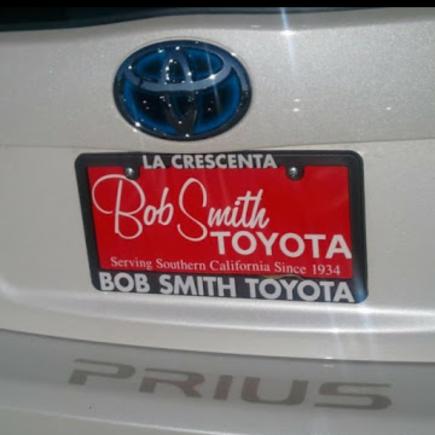 LA CRESCENTA
Bob Smith
TOYOTA
Serving Southern California Since 1934
BOB SMITH TOYOTA
PRIUS